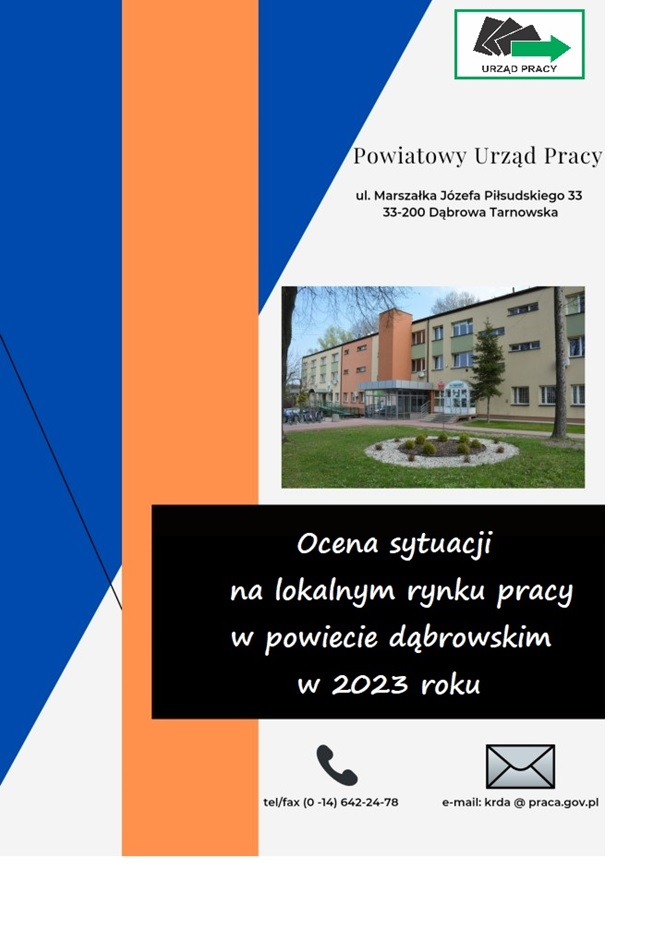 URZĄD PRACY
Powiatowy Urząd Pracy
ul. Marszałka Józefa Piłsudskiego 33
33-200 Dąbrowa Tarnowska
Ocena sytuacji
na lokalnym rynku pracy
w powiecie dąbrowskim
w 2023 roku
tel/fax (0 -14) 642-24-78
e-mail: krda @ praca.gov.pl